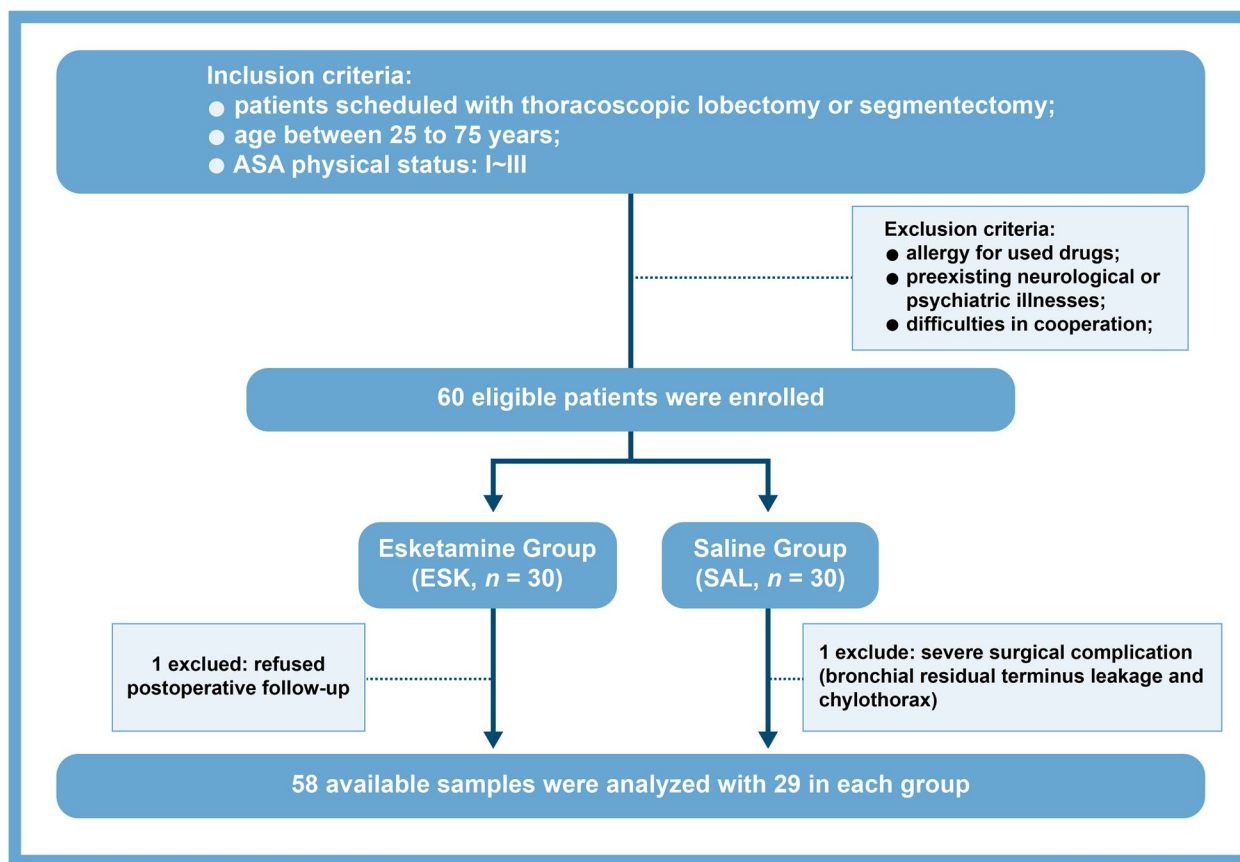 Inclusion criteria:
● patients scheduled with thoracoscopic lobectomy or segmentectomy;
● age between 25 to 75 years;
● ASA physical status: I~III
Exclusion criteria:
● allergy for used drugs;
● preexisting neurological or
psychiatric illnesses;
● difficulties in cooperation;
60 eligible patients were enrolled
Esketamine Group
(ESK, n = 30)
Saline Group
(SAL, n = 30)
1 exclued: refused
postoperative follow-up
1 exclude: severe surgical complication
(bronchial residual terminus leakage and
chylothorax)
58 available samples were analyzed with 29 in each group